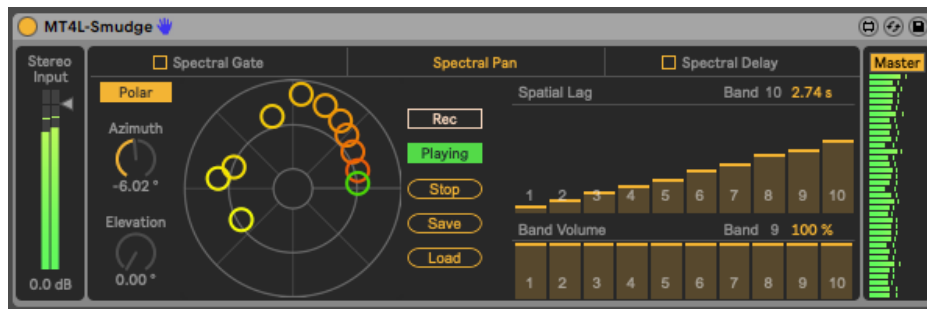 MT4L-Smudge
Stereo Input
0.0 dB
Spectral Gate
Spectral Pan
Spectral Delay
Master
Polar
Azimuth
-6.02 °
Elevation
0.00 °
Rec
Playing
Stop
Save
Load
Spatial Lag Band 10 2.74 s
1 2 3 4 5 6 7 8 9 10
Band Volume Band 9 100 %
1 2 3 4 5 6 7 8 9 10